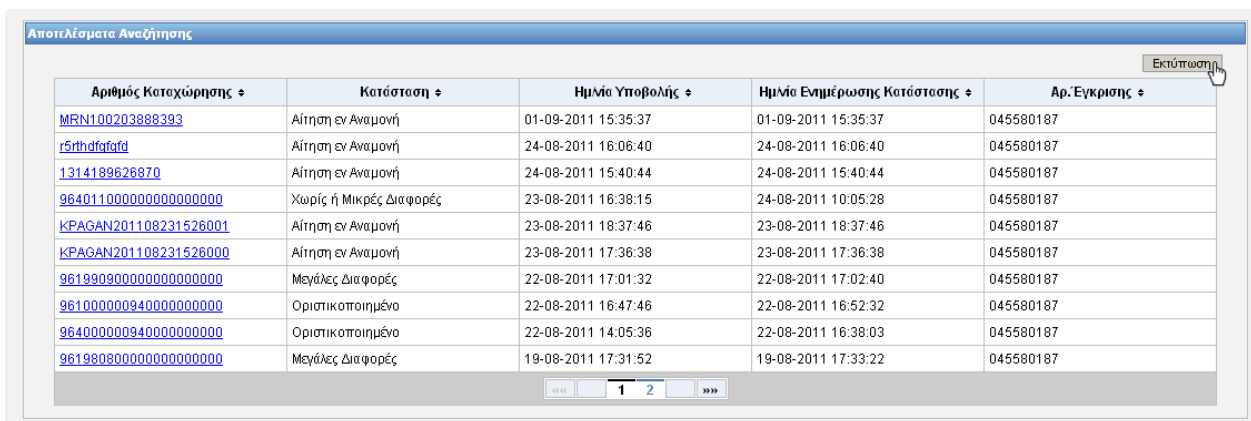 Αποτελέσματα Αναζήτησης
Εκτύπωση
Αριθμός Καταχώρησης Κατάσταση Ημ/νία Υποβολής Ημ/νία Ενημέρωσης Κατάστασης Αρ. Έγκρισης
MRN100203888393 Αίτηση εν Αναμονή 01-09-2011 15:35:37 01-09-2011 15:35:37 045580187
r5rthdfqfqfd Αίτηση εν Αναμονή 24-08-2011 16:06:40 24-08-2011 16:06:40 045580187
1314189626870 Αίτηση εν Αναμονή 24-08-2011 15:40:44 24-08-2011 15:40:44 045580187
964011000000000000000 Χωρίς ή Μικρές Διαφορές 23-08-2011 16:38:15 24-08-2011 10:05:28 045580187
KPAGAN201108231526001 Αίτηση εν Αναμονή 23-08-2011 18:37:46 23-08-2011 18:37:46 045580187
KPAGAN201108231526000 Αίτηση εν Αναμονή 23-08-2011 17:36:38 23-08-2011 17:36:38 045580187
961990900000000000000 Μεγάλες Διαφορές 22-08-2011 17:01:32 22-08-2011 17:02:40 045580187
961000000940000000000 Οριστικοποιημένο 22-08-2011 16:47:46 22-08-2011 16:52:32 045580187
964000000940000000000 Οριστικοποιημένο 22-08-2011 14:05:36 22-08-2011 16:38:03 045580187
961980800000000000000 Μεγάλες Διαφορές 19-08-2011 17:31:52 19-08-2011 17:33:22 045580187
«« 1 2 »»